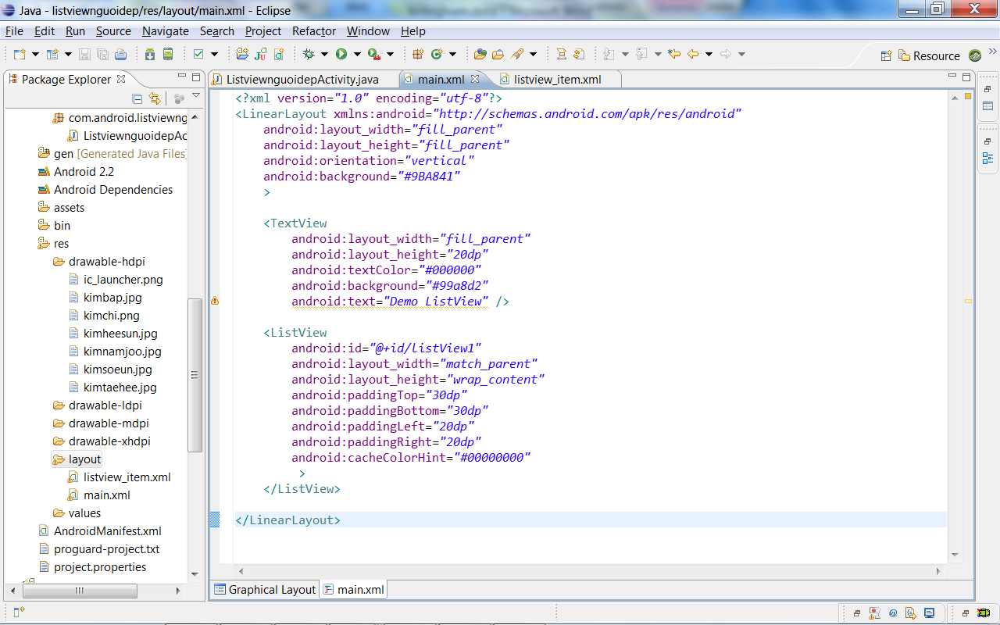 Java - listviewnguoidep/res/layout/main.xml - Eclipse
File Edit Run Source Navigate Search Project Refactor Window Help
Resource
Package Explorer
ListviewnguoidepActivity.java
main.xml
listview_item.xml
com.android.listviewng
ListviewnguoidepAc
gen [Generated Java Files]
Android 2.2
Android Dependencies
assets
bin
res
drawable-hdpi
ic_launcher.png
kimbap.jpg
kimchi.png
kimheesun.jpg
kimnamjoo.jpg
kimsoeun.jpg
kimtaehee.jpg
drawable-ldpi
drawable-mdpi
drawable-xhdpi
layout
listview_item.xml
main.xml
values
AndroidManifest.xml
proguard-project.txt
project.properties
<?xml version="1.0" encoding="utf-8"?>
<LinearLayout xmlns:android="http://schemas.android.com/apk/res/android"
android:layout_width="fill_parent"
android:layout_height="fill_parent"
android:orientation="vertical"
android:background="#9BA841"
>
<TextView
android:layout_width="fill_parent"
android:layout_height="20dp"
android:textColor="#000000"
android:background="#99a8d2"
android:text="Demo ListView" />
<ListView
android:id="@+id/listView1"
android:layout_width="match_parent"
android:layout_height="wrap_content"
android:paddingTop="30dp"
android:paddingBottom="30dp"
android:paddingLeft="20dp"
android:paddingRight="20dp"
android:cacheColorHint="#00000000"
>
</ListView>
</LinearLayout>
Graphical Layout
main.xml